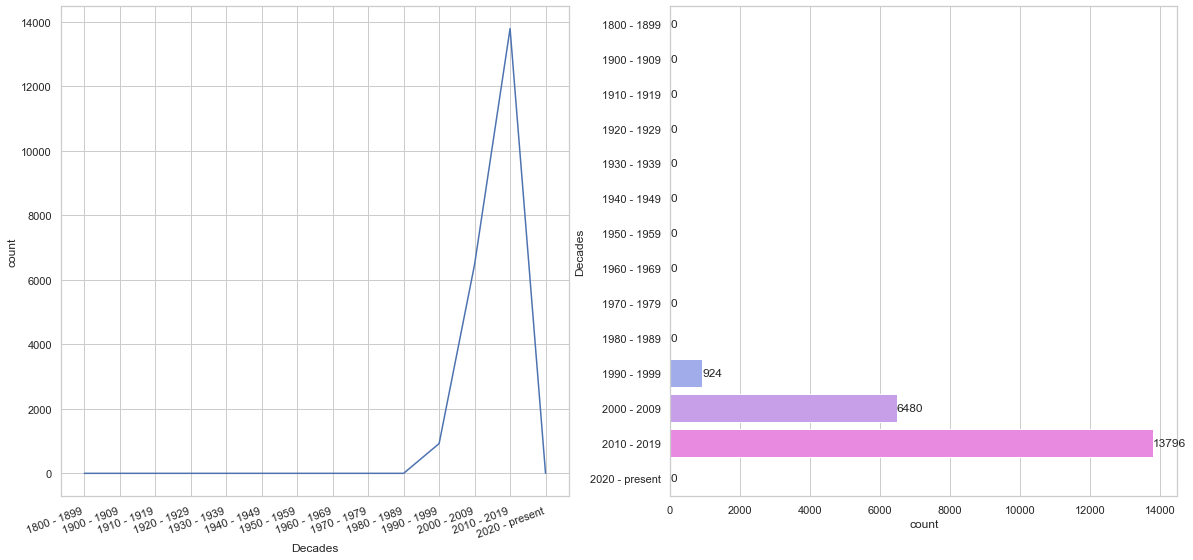 14000
12000
10000
8000
6000
4000
2000
0
count
1800 - 1899
1900 - 1909
1910 - 1919
1920 - 1929
1930 - 1939
1940 - 1949
1950 - 1959
1960 - 1969
1970 - 1979
1980 - 1989
1990 - 1999
2000 - 2009
2010 - 2019
2020 - present
Decades
Decades
1800 - 1899 0
1900 - 1909 0
1910 - 1919 0
1920 - 1929 0
1930 - 1939 0
1940 - 1949 0
1950 - 1959 0
1960 - 1969 0
1970 - 1979 0
1980 - 1989 0
1990 - 1999 924
2000 - 2009 6480
2010 - 2019 13796
2020 - present 0
0 2000 4000 6000 8000 10000 12000 14000
count